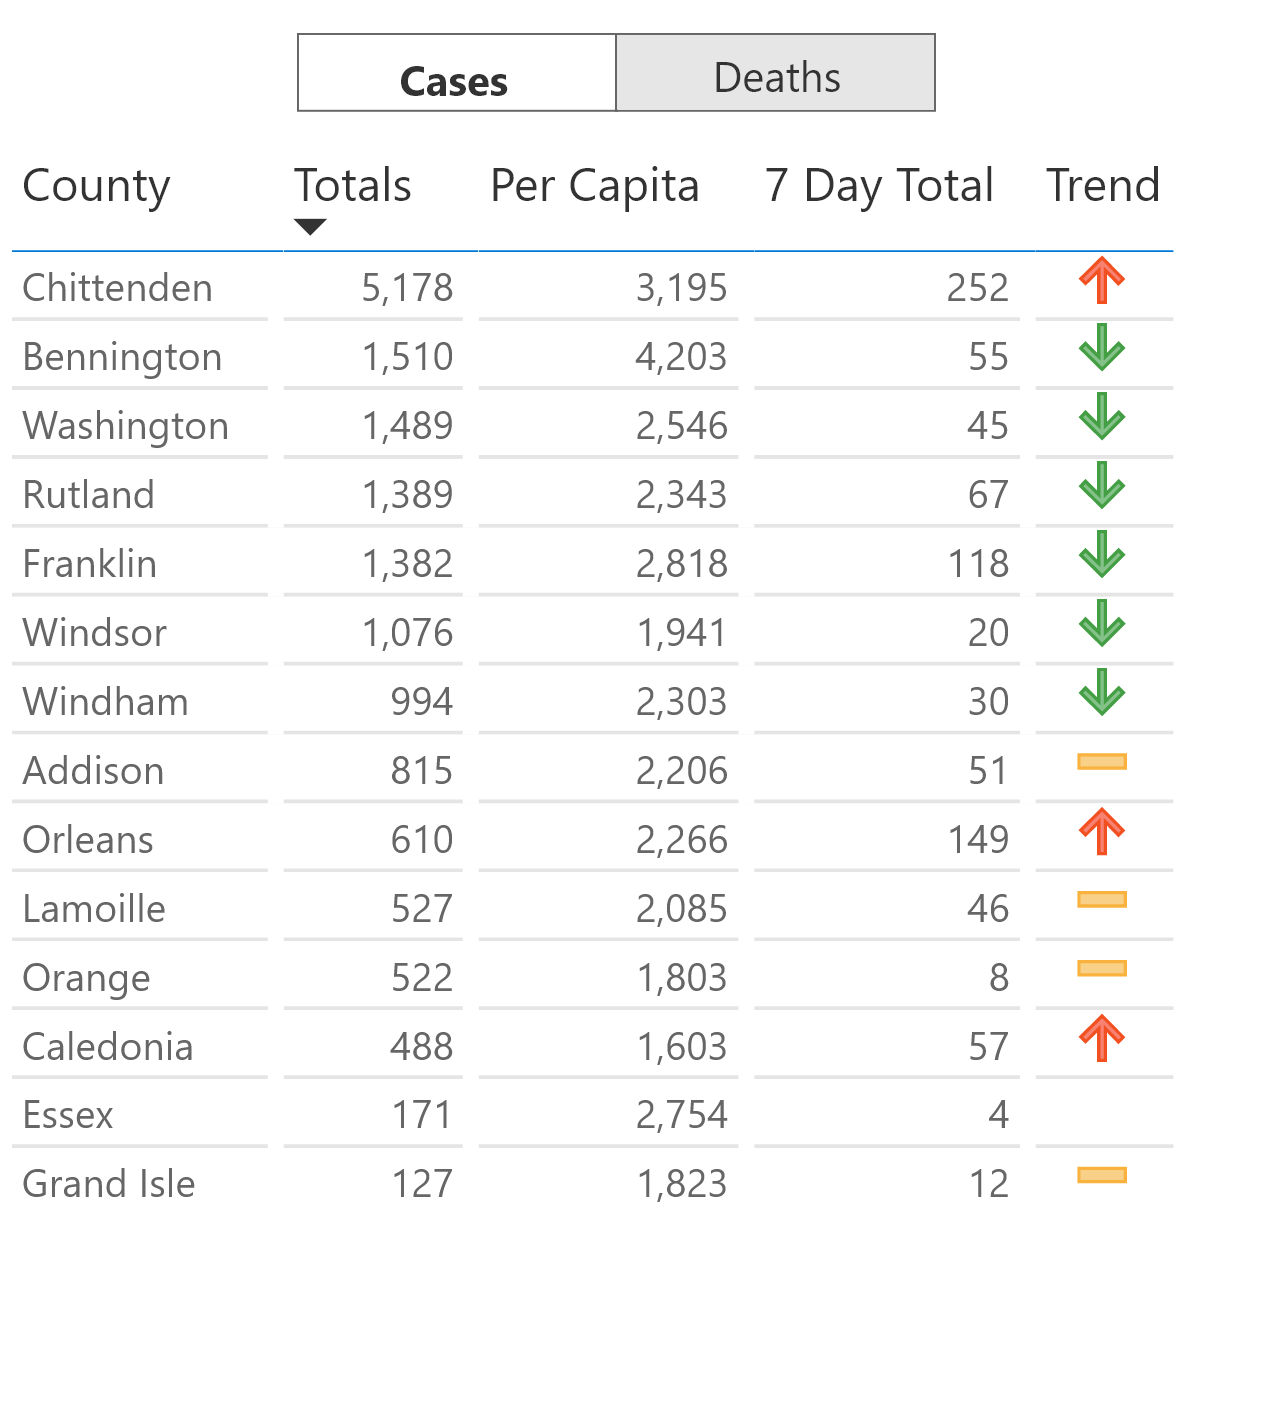 Cases Deaths
County Totals Per Capita 7 Day Total Trend
Chittenden 5,178 3,195 252
Bennington 1,510 4,203 55
Washington 1,489 2,546 45
Rutland 1,389 2,343 67
Franklin 1,382 2,818 118
Windsor 1,076 1,941 20
Windham 994 2,303 30
Addison 815 2,206 51
Orleans 610 2,266 149
Lamoille 527 2,085 46
Orange 522 1,803 8
Caledonia 488 1,603 57
Essex 171 2,754 4
Grand Isle 127 1,823 12